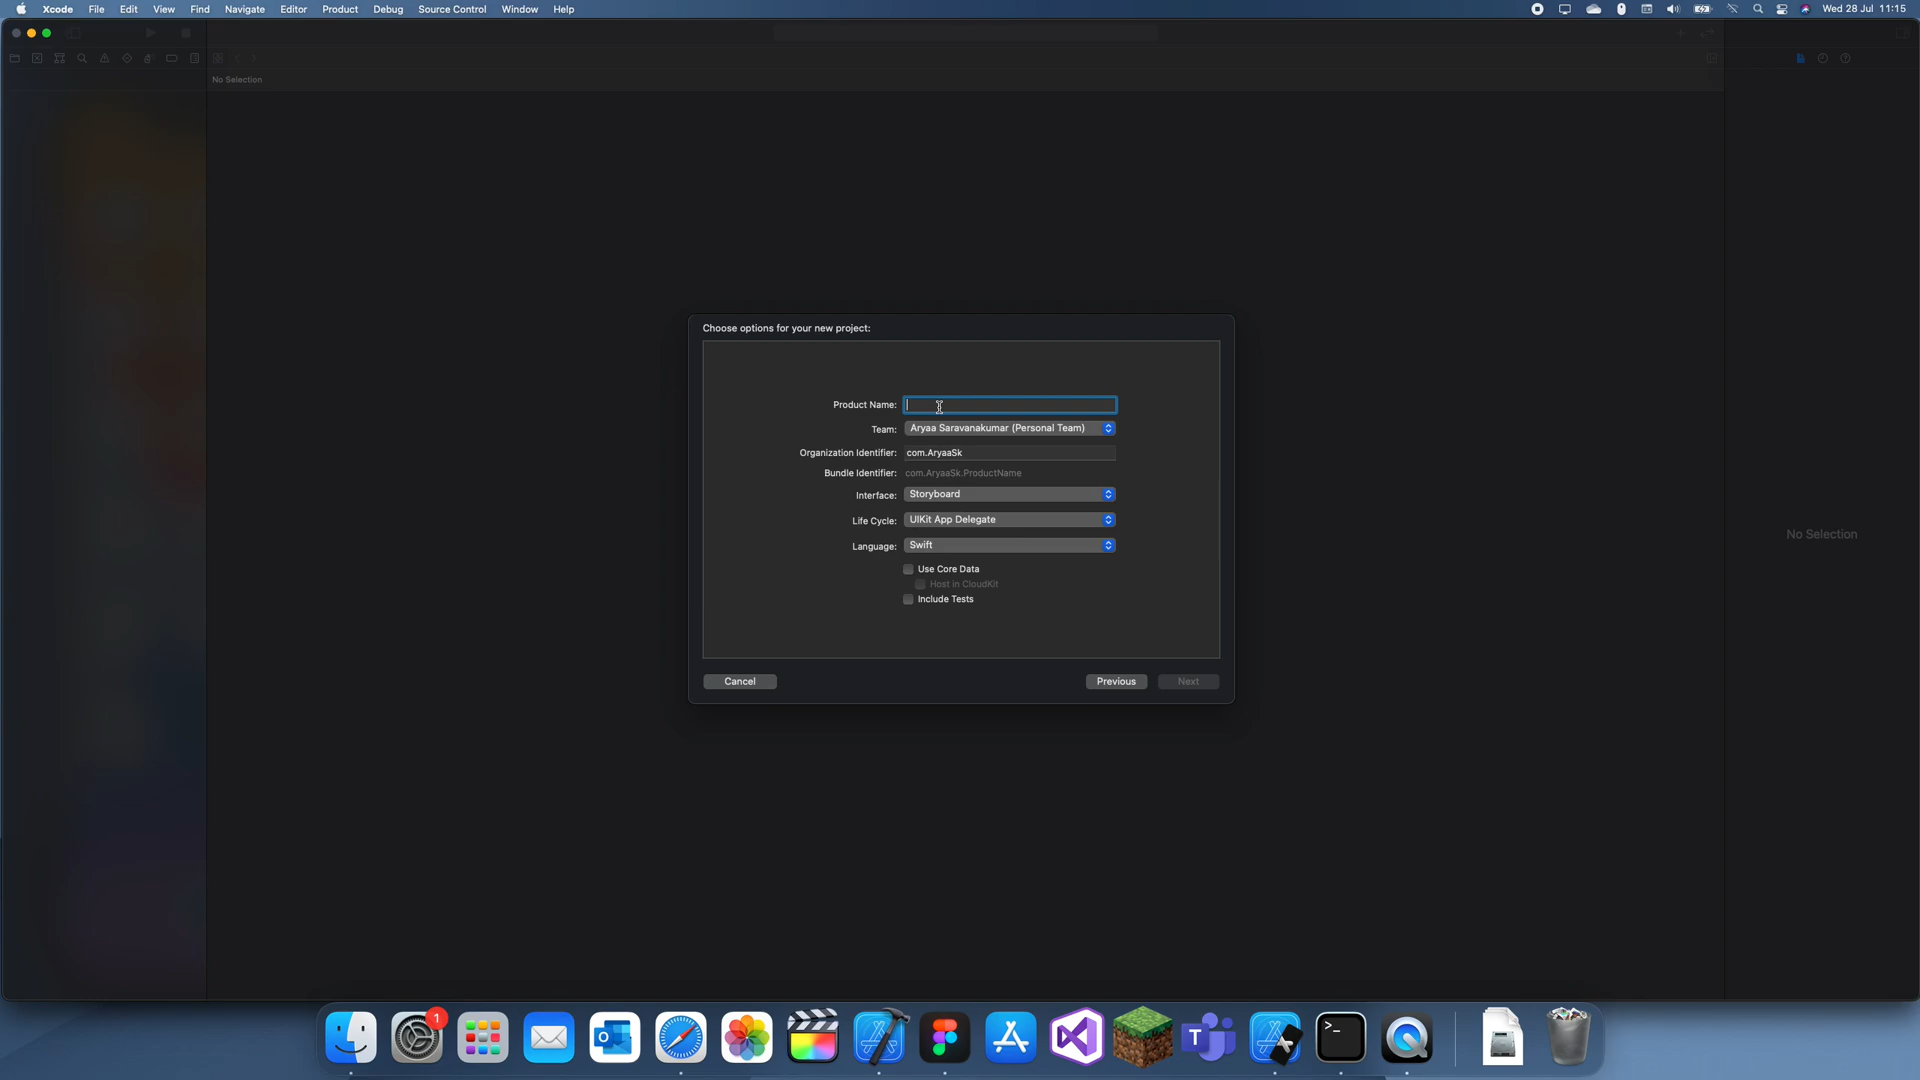 Xcode File Edit View Find Navigate Editor Product Debug Source Control Window Help Wed 28 Jul 11:15
No Selection
Choose options for your new project:
Product Name:
Team: Aryaa Saravanakumar (Personal Team)
Organization Identifier: com.AryaaSk
Bundle Identifier: com.AryaaSk.ProductName
Interface: Storyboard
Life Cycle: UIKit App Delegate
Language: Swift
Use Core Data
Host in CloudKit
Include Tests
No Selection
Cancel Previous Next
1